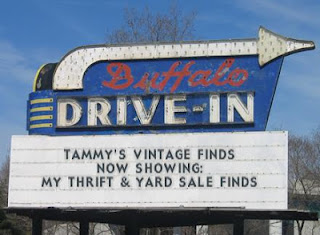 Buffalo
DRIVE-IN
TAMMY'S VINTAGE FINDS
NOW SHOWING:
MY THRIFT & YARD SALE FINDS